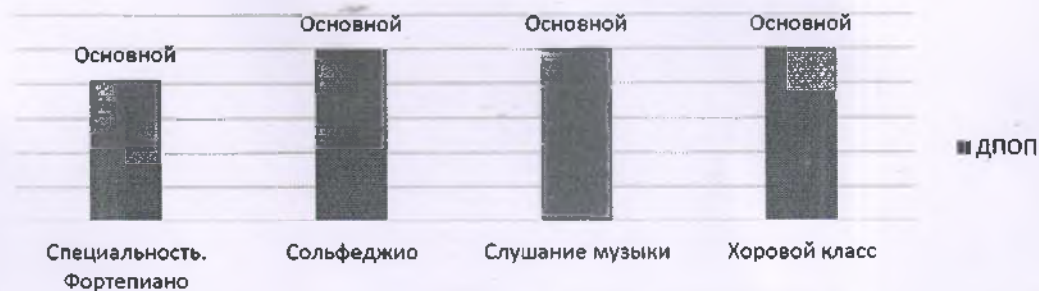 Основной
Основной
Основной
Основной
ДПОП
Специальность. Фортепиано
Сольфеджио
Слушание музыки
Хоровой класс